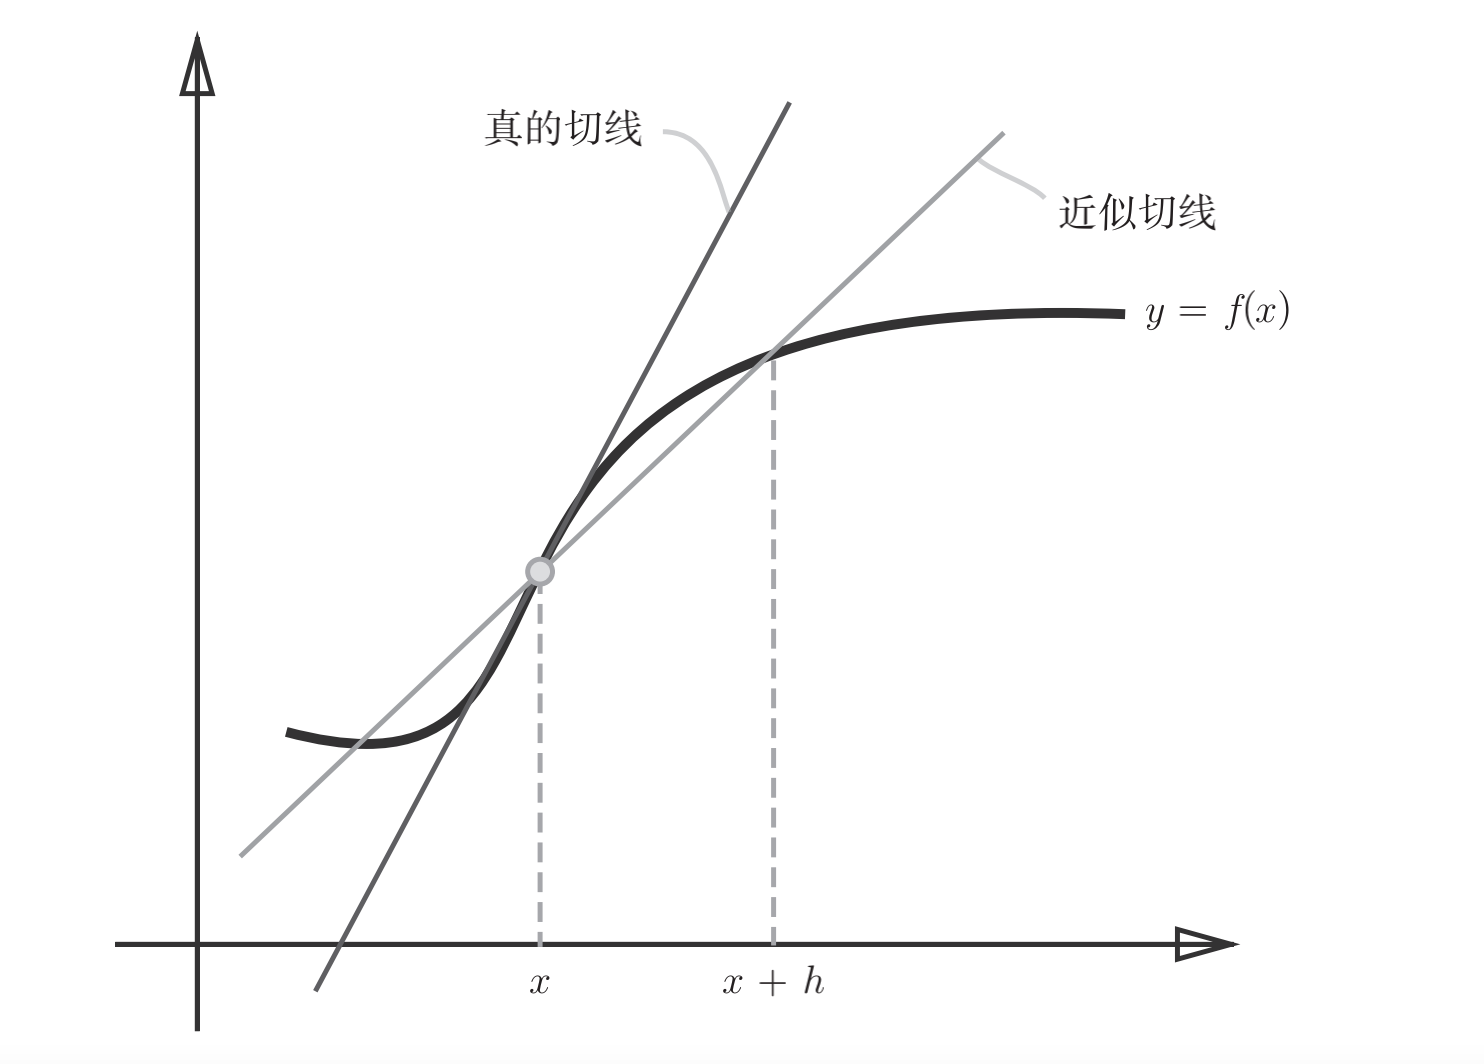 真的切线
近似切线
y = f(x)
x
x + h